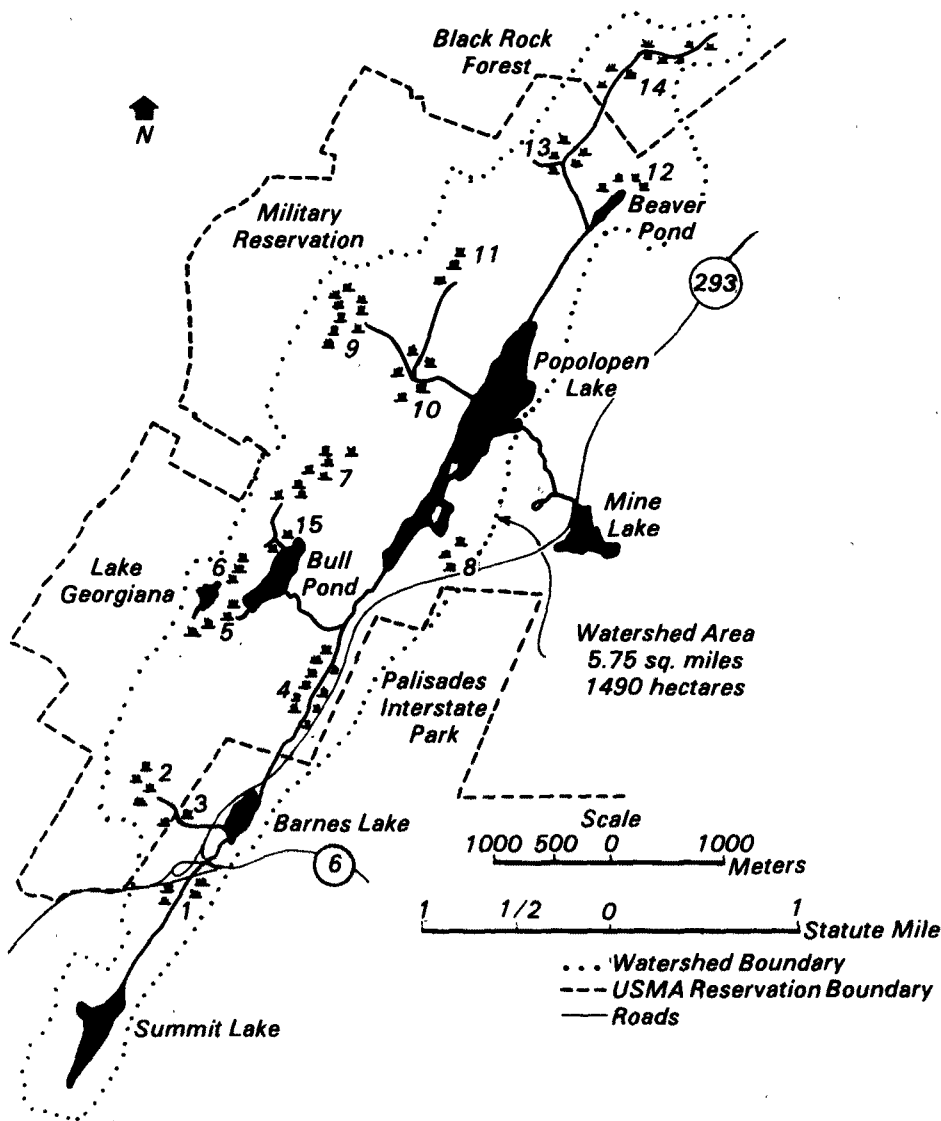 Black Rock
Forest
14
N
13
12
Beaver
Pond
Military
Reservation
11
293
9
Popolopen
Lake
10
7
Mine
Lake
15
6
Bull
Pond
8
Lake
Georgiana
5
Watershed Area
5.75 sq. miles
1490 hectares
4
Palisades
Interstate
Park
2
3
Barnes Lake
Scale
1000 500 0 1000
Meters
6
1
1 1/2 0 1
Statute Mile
Watershed Boundary
USMA Reservation Boundary
Roads
Summit Lake